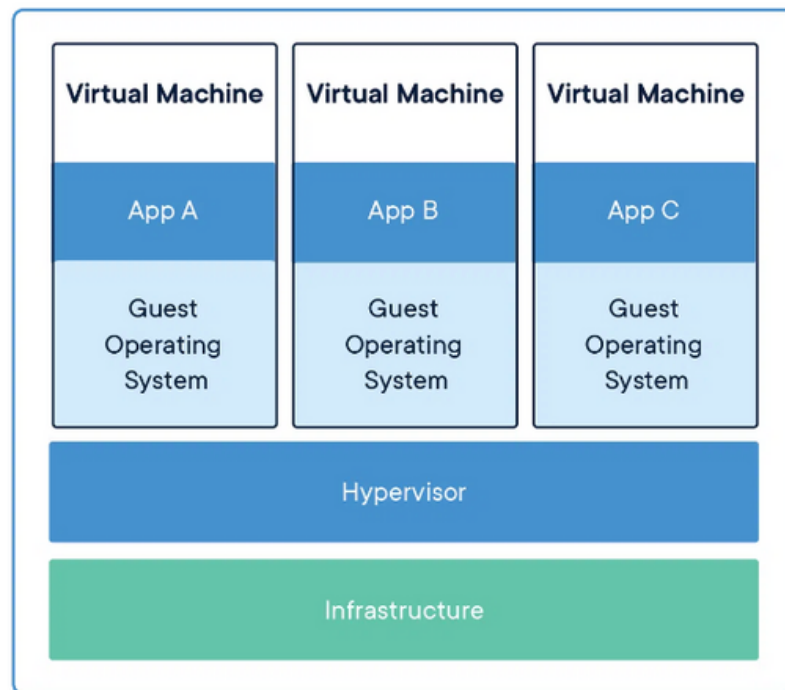 Virtual Machine
Virtual Machine
Virtual Machine
App A
App B
App C
Guest
Operating
System
Guest
Operating
System
Guest
Operating
System
Hypervisor
Infrastructure